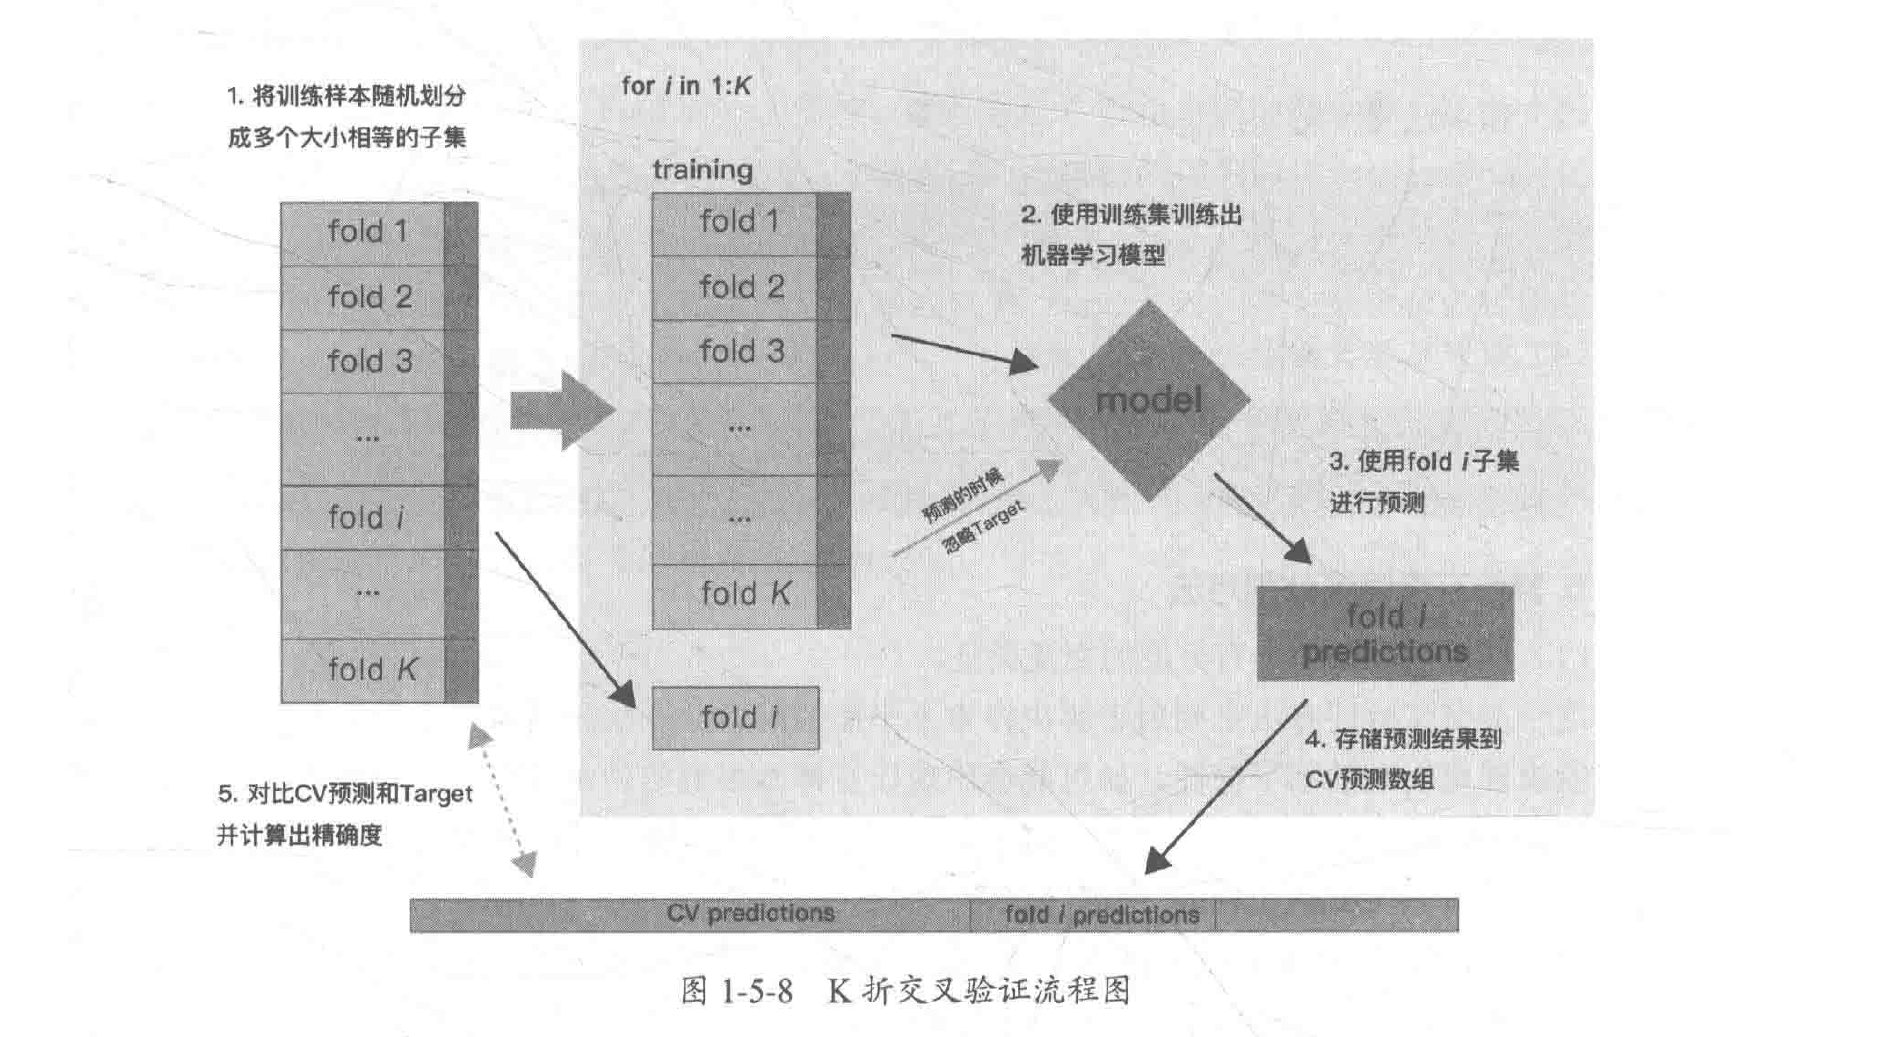 1. 将训练样本随机划分
成多个大小相等的子集
fold 1
fold 2
fold 3
...
fold i
...
fold K
for i in 1:K
training
fold 1
fold 2
fold 3
...
...
fold K
fold i
2. 使用训练集训练出
机器学习模型
model
预测的时候
忽略Target
3. 使用fold i子集
进行预测
fold i
predictions
4. 存储预测结果到
CV预测数组
5. 对比CV预测和Target
并计算出精确度
CV predictions
fold i predictions
图 1-5-8 K 折交叉验证流程图